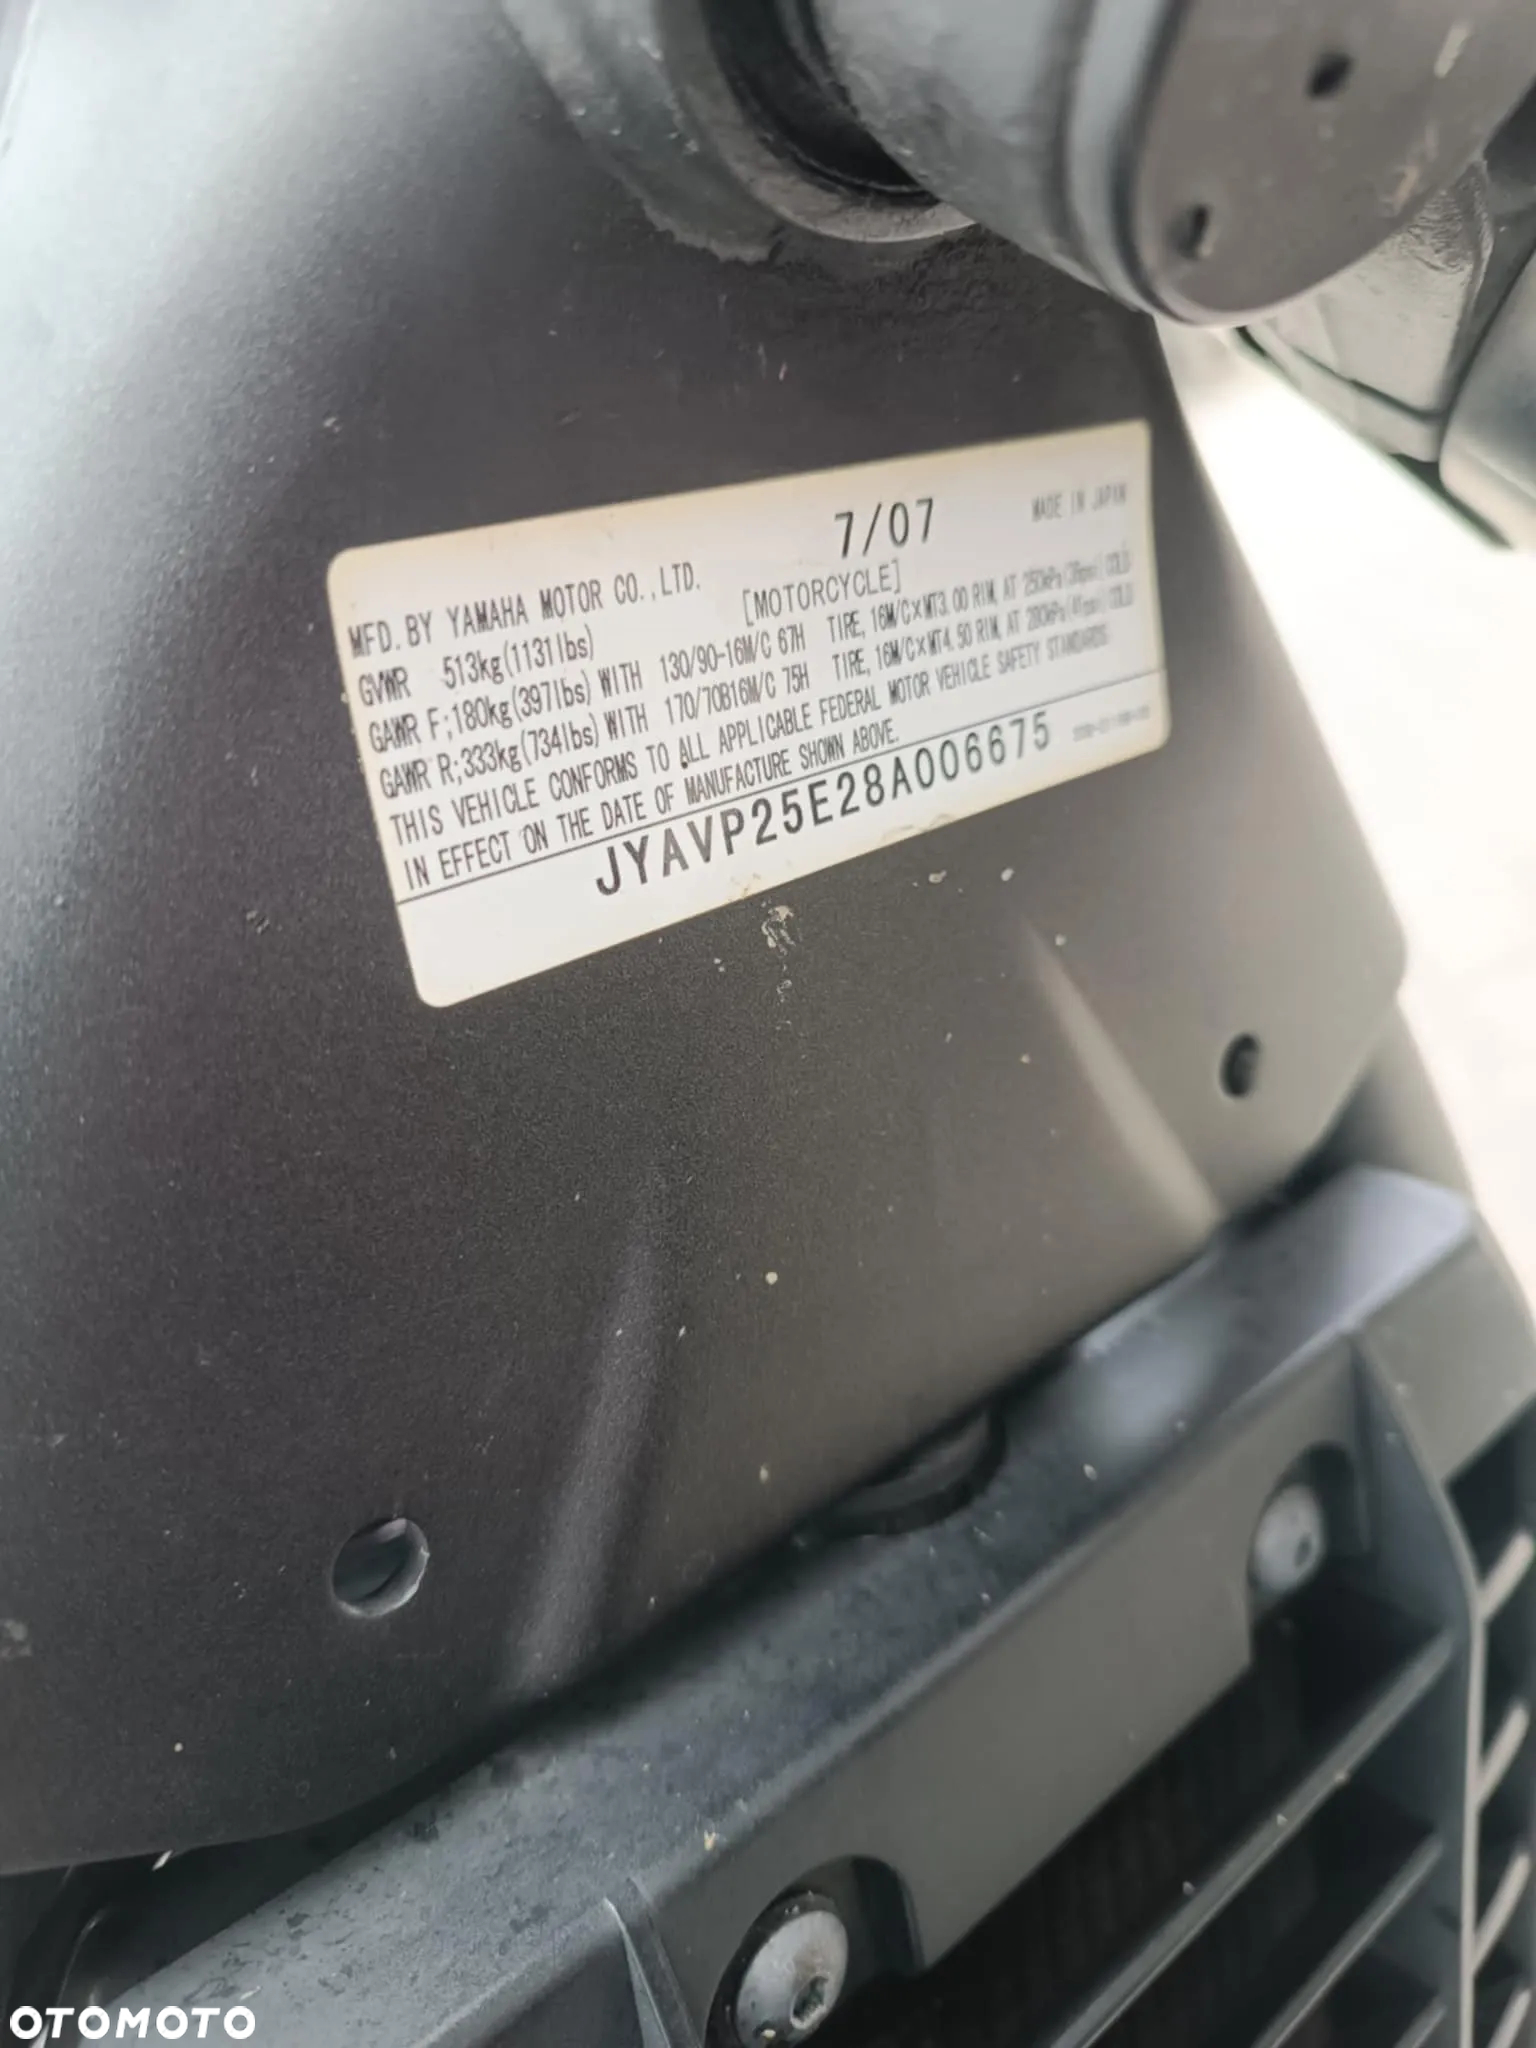 7/07
MADE IN JAPAN
MFD. BY YAMAHA MOTOR CO., LTD.
[MOTORCYCLE]
GVWR 513kg(1131lbs)
GAWR F;180kg(397lbs) WITH 130/90-16M/C 67H TIRE, 16M/C×MT3.00 RIM, AT 250kPa(36psi) COLD
GAWR R;333kg(734lbs) WITH 170/70B16M/C 75H TIRE, 16M/C×MT4.50 RIM, AT 280kPa(41psi) COLD
THIS VEHICLE CONFORMS TO ALL APPLICABLE FEDERAL MOTOR VEHICLE SAFETY STANDARDS
IN EFFECT ON THE DATE OF MANUFACTURE SHOWN ABOVE.
JYAVP25E28A006675
OTOMOTO